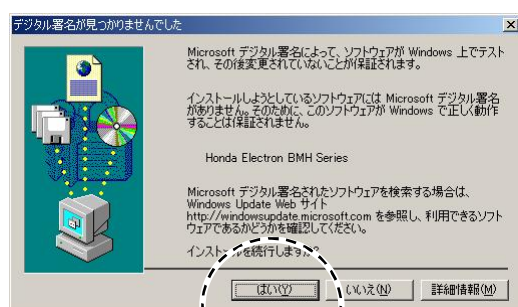 デジタル署名が見つかりませんでした
Microsoft デジタル署名によって、ソフトウェアが Windows 上でテスト
され、その後変更されていないことが保証されます。
インストールしようとしているソフトウェアには Microsoft デジタル署名
がありません。そのために、このソフトウェアが Windows で正しく動作
することは保証されません。
Honda Electron BMH Series
Microsoft デジタル署名されたソフトウェアを検索する場合は、
Windows Update Web サイト
http://windowsupdate.microsoft.com を参照し、利用できるソフト
ウェアであるかどうかを確認してください。
インストールを続行しますか?
はい(Y) いいえ(N) 詳細情報(M)